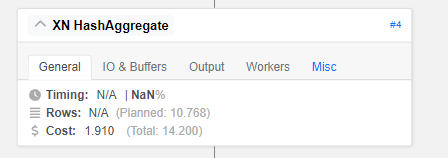 XN HashAggregate #4
General IO & Buffers Output Workers Misc
Timing: N/A | NaN%
Rows: N/A (Planned: 10.768)
$ Cost: 1.910 (Total: 14.200)